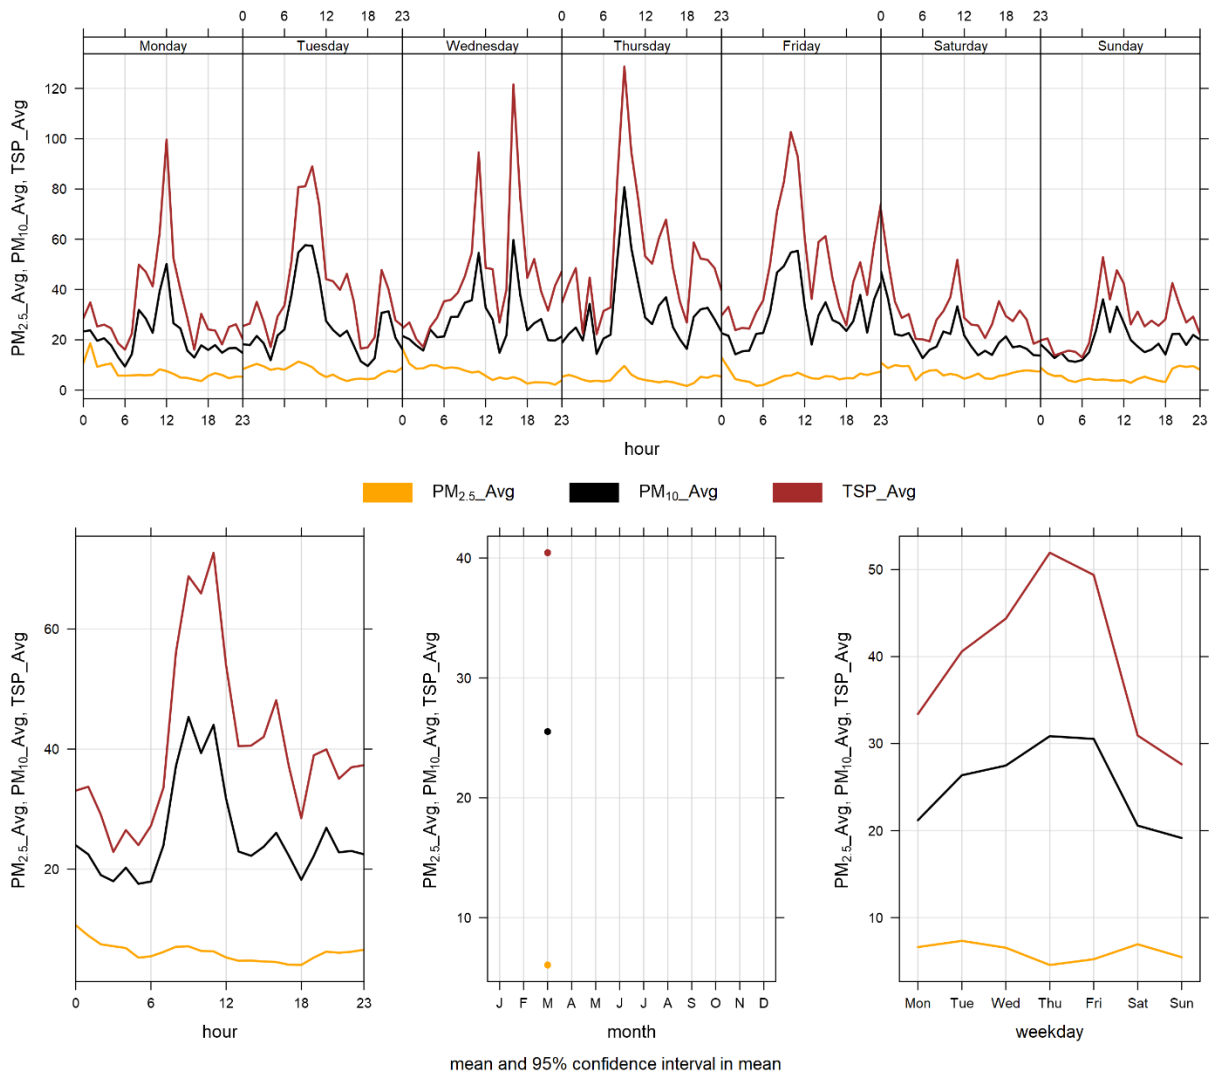 0 6 12 18 23 0 6 12 18 23 0 6 12 18 23
Monday Tuesday Wednesday Thursday Friday Saturday Sunday
PM2.5_Avg, PM10_Avg, TSP_Avg
120
100
80
60
40
20
0
0 6 12 18 23 0 6 12 18 23 0 6 12 18 23 0 6 12 18 23
hour
PM2.5_Avg PM10_Avg TSP_Avg
PM2.5_Avg, PM10_Avg, TSP_Avg
60
40
20
0 6 12 18 23
hour
PM2.5_Avg, PM10_Avg, TSP_Avg
40
30
20
10
J F M A M J J A S O N D
month
PM2.5_Avg, PM10_Avg, TSP_Avg
50
40
30
20
10
Mon Tue Wed Thu Fri Sat Sun
weekday
mean and 95% confidence interval in mean